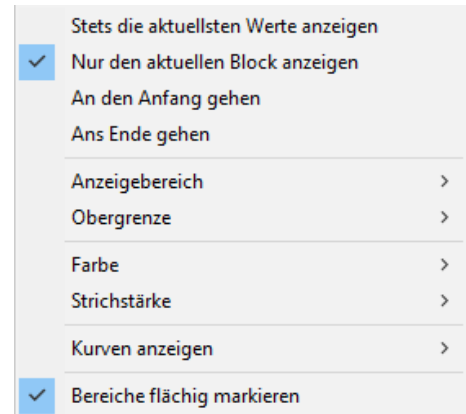 Stets die aktuellsten Werte anzeigen
Nur den aktuellen Block anzeigen
An den Anfang gehen
Ans Ende gehen
Anzeigebereich
Obergrenze
Farbe
Strichstärke
Kurven anzeigen
Bereiche flächig markieren